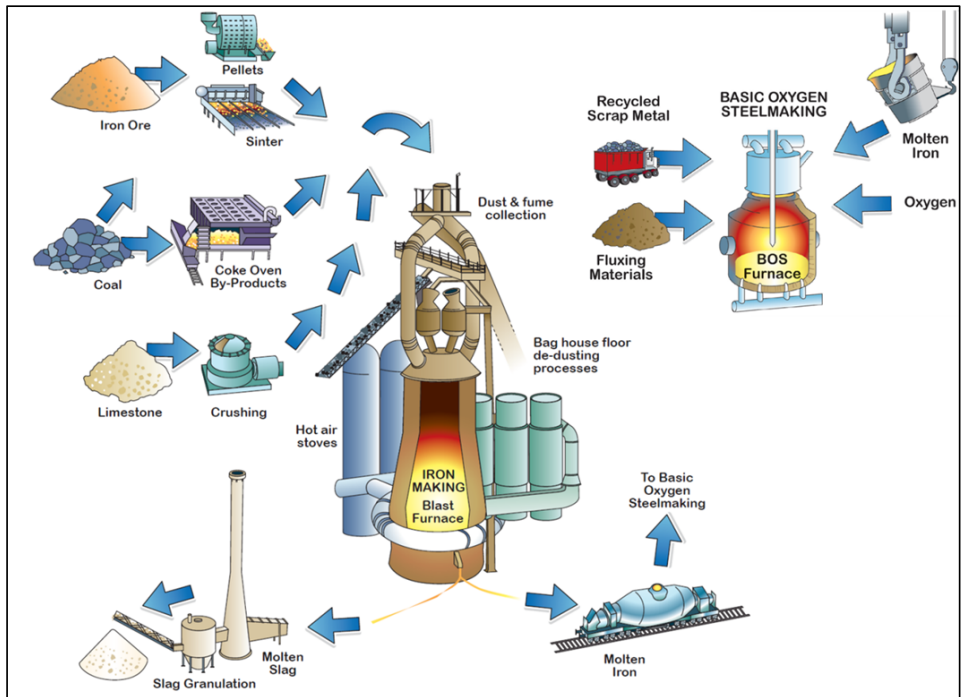 Pellets
Iron Ore
Sinter
Coal
Coke Oven
By-Products
Limestone
Crushing
Dust & fume
collection
Bag house floor
de-dusting
processes
Hot air
stoves
IRON
MAKING
Blast
Furnace
Molten
Slag
Slag Granulation
Molten
Iron
To Basic
Oxygen
Steelmaking
Recycled
Scrap Metal
BASIC OXYGEN
STEELMAKING
Molten
Iron
Oxygen
Fluxing
Materials
BOS
Furnace